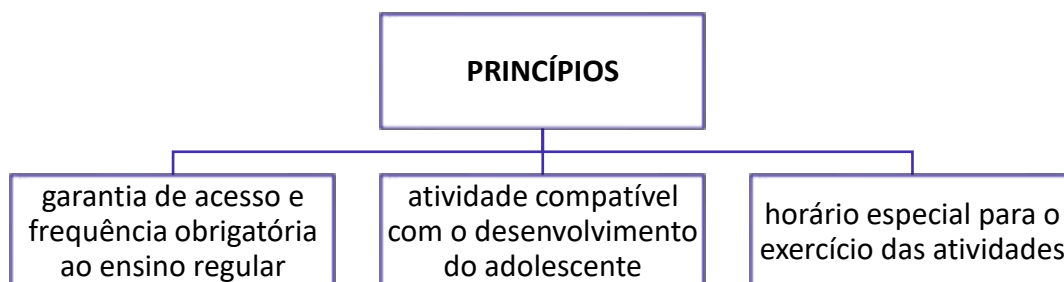 PRINCÍPIOS
garantia de acesso e
frequência obrigatória
ao ensino regular
atividade compatível
com o desenvolvimento
do adolescente
horário especial para o
exercício das atividades